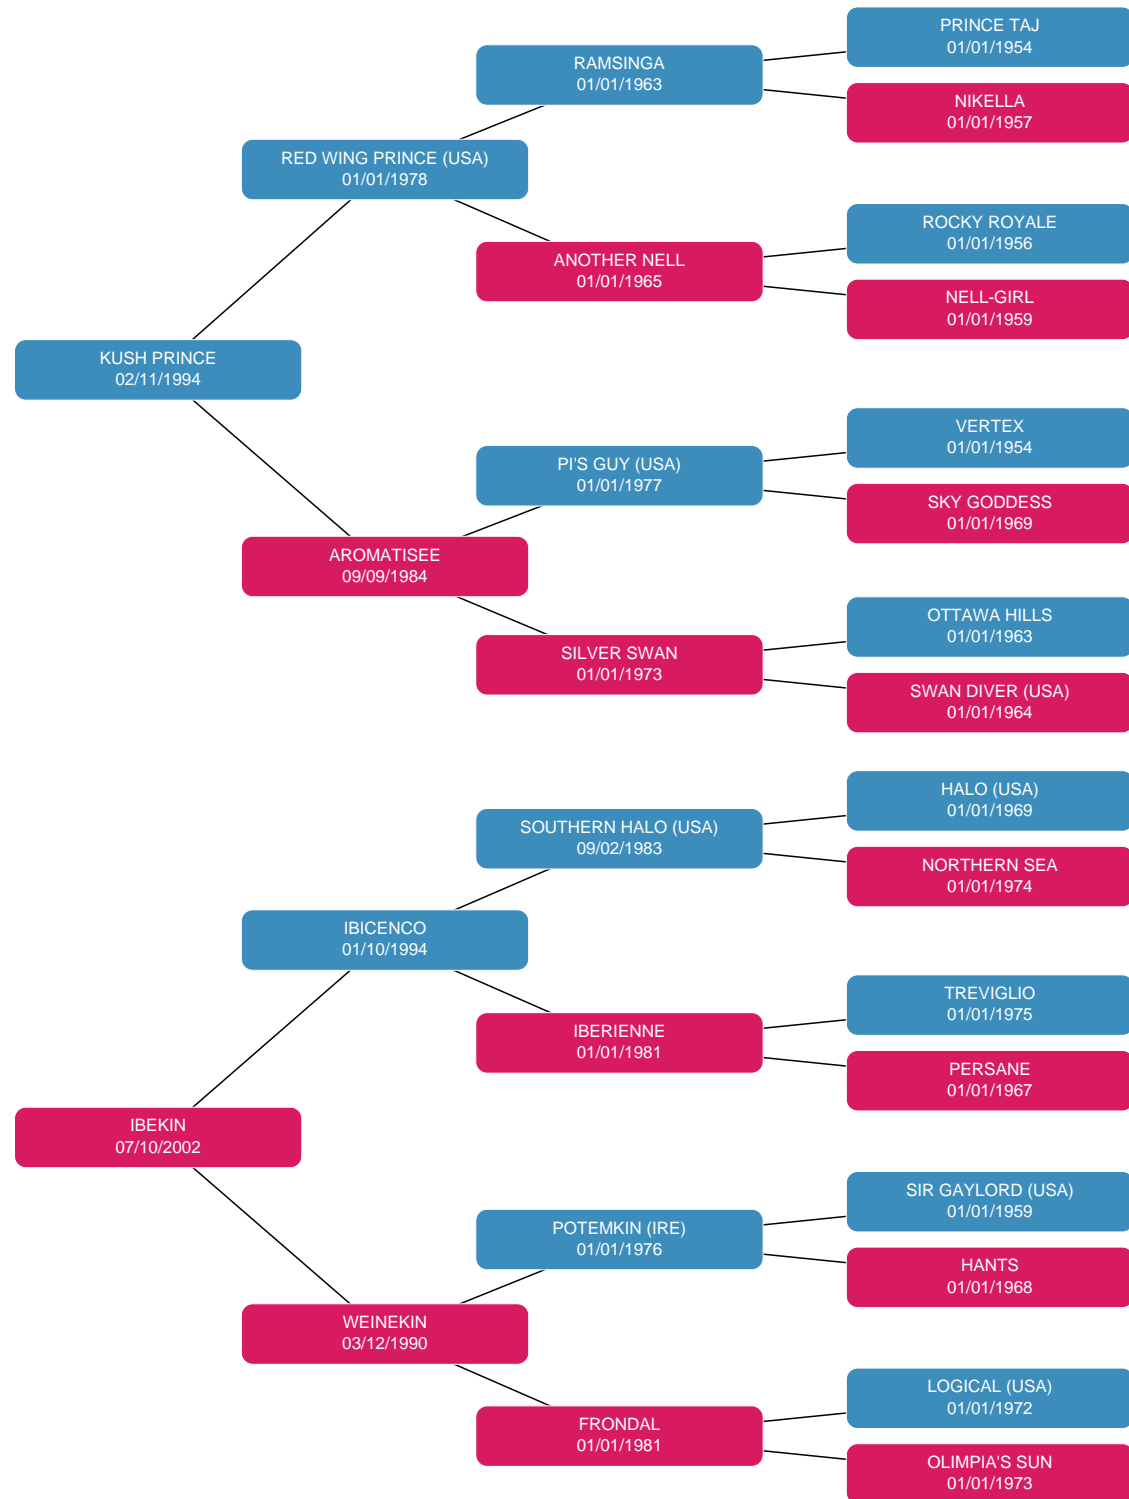 PRINCE TAJ
01/01/1954
RAMSINGA
01/01/1963
NIKELLA
01/01/1957
RED WING PRINCE (USA)
01/01/1978
ROCKY ROYALE
01/01/1956
ANOTHER NELL
01/01/1965
NELL-GIRL
01/01/1959
KUSH PRINCE
02/11/1994
VERTEX
01/01/1954
PI'S GUY (USA)
01/01/1977
SKY GODDESS
01/01/1969
AROMATISEE
09/09/1984
OTTAWA HILLS
01/01/1963
SILVER SWAN
01/01/1973
SWAN DIVER (USA)
01/01/1964
HALO (USA)
01/01/1969
SOUTHERN HALO (USA)
09/02/1983
NORTHERN SEA
01/01/1974
IBICENCO
01/10/1994
TREVIGLIO
01/01/1975
IBERIENNE
01/01/1981
PERSANE
01/01/1967
IBEKIN
07/10/2002
SIR GAYLORD (USA)
01/01/1959
POTEMKIN (IRE)
01/01/1976
HANTS
01/01/1968
WEINEKIN
03/12/1990
LOGICAL (USA)
01/01/1972
FRONDAL
01/01/1981
OLIMPIA'S SUN
01/01/1973